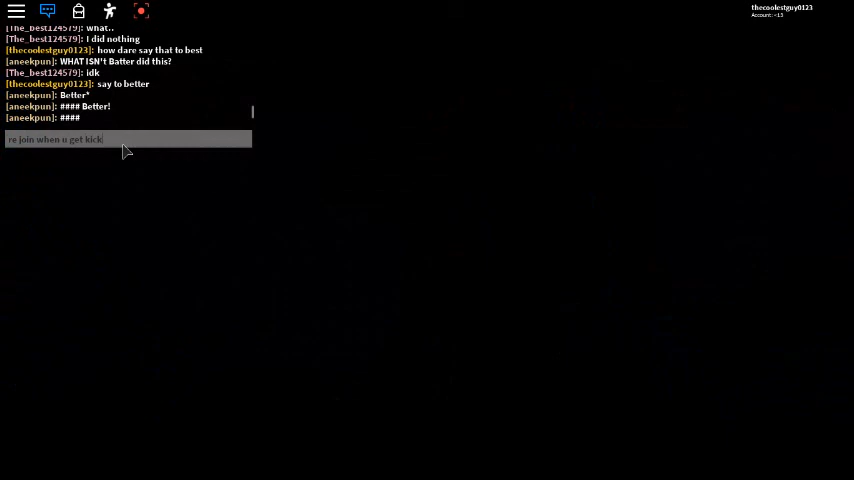 thecoolestguy0123
Account: <13
[The_best124579]: what..
[The_best124579]: I did nothing
[thecoolestguy0123]: how dare say that to best
[aneekpun]: WHAT ISN't Batter did this?
[The_best124579]: idk
[thecoolestguy0123]: say to better
[aneekpun]: Better*
[aneekpun]: #### Better!
[aneekpun]: ####
re join when u get kick